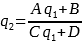 q₂ = (A q₁ + B) / (C q₁ + D)